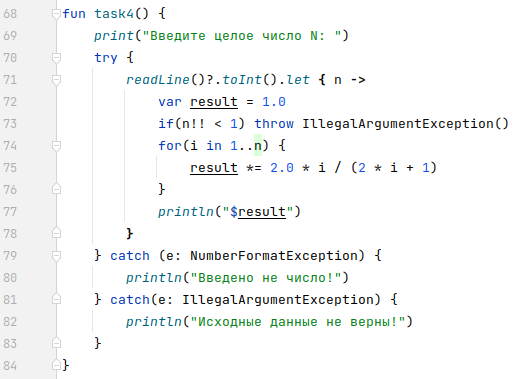 68 fun task4() {
69 print("Введите целое число N: ")
70 try {
71 readLine()?.toInt().let { n ->
72 var result = 1.0
73 if(n!! < 1) throw IllegalArgumentException()
74 for(i in 1..n) {
75 result *= 2.0 * i / (2 * i + 1)
76 }
77 println("$result")
78 }
79 } catch (e: NumberFormatException) {
80 println("Введено не число!")
81 } catch(e: IllegalArgumentException) {
82 println("Исходные данные не верны!")
83 }
84 }